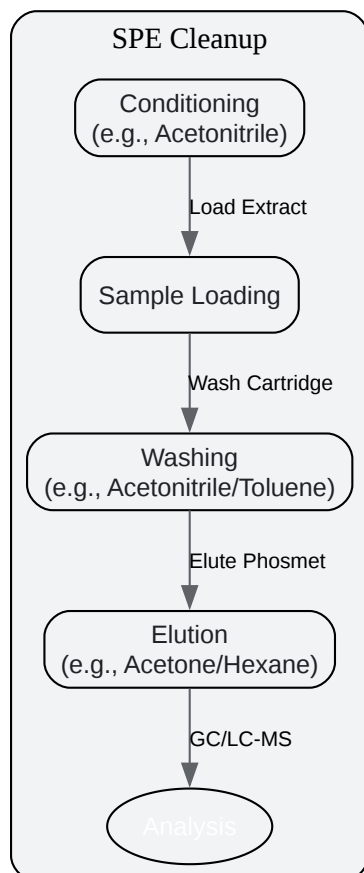 SPE Cleanup
Conditioning
(e.g., Acetonitrile)
Load Extract
Sample Loading
Wash Cartridge
Washing
(e.g., Acetonitrile/Toluene)
Elute Phosmet
Elution
(e.g., Acetone/Hexane)
GC/LC-MS
Analysis